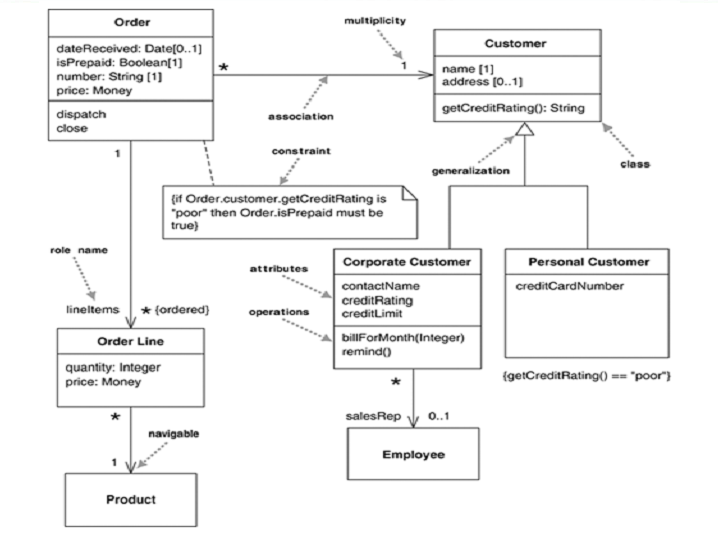 Order
dateReceived: Date[0..1]
isPrepaid: Boolean[1]
number: String [1]
price: Money
dispatch
close
multiplicity
*
1
association
Customer
name [1]
address [0..1]
getCreditRating(): String
generalization
class
1
constraint
{if Order.customer.getCreditRating is
"poor" then Order.isPrepaid must be
true}
role name
lineItems
* {ordered}
Order Line
quantity: Integer
price: Money
*
navigable
1
Product
attributes
operations
Corporate Customer
contactName
creditRating
creditLimit
billForMonth(Integer)
remind()
*
salesRep
0..1
Employee
Personal Customer
creditCardNumber
{getCreditRating() == "poor"}